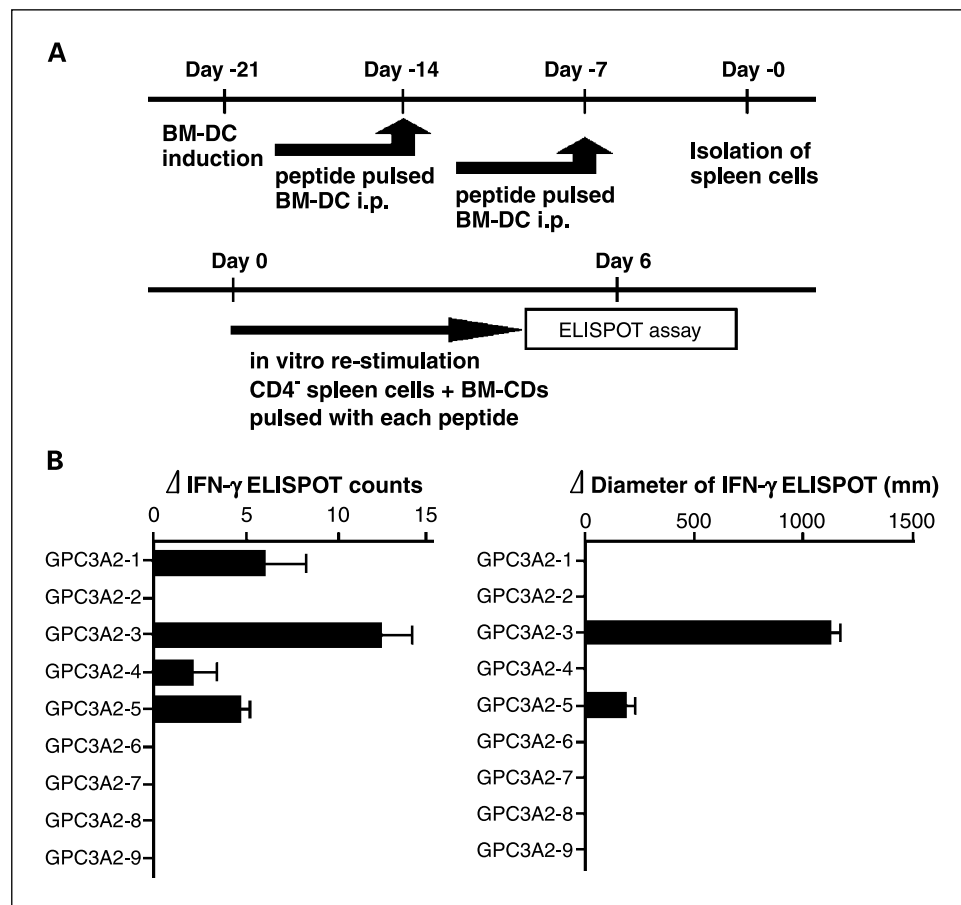 A
Day -21 Day -14 Day -7 Day -0
BM-DC
induction
peptide pulsed
BM-DC i.p.
peptide pulsed
BM-DC i.p.
Isolation of
spleen cells
Day 0 Day 6
ELISPOT assay
in vitro re-stimulation
CD4⁻ spleen cells + BM-CDs
pulsed with each peptide
B
Δ IFN-γ ELISPOT counts
0 5 10 15
GPC3A2-1
GPC3A2-2
GPC3A2-3
GPC3A2-4
GPC3A2-5
GPC3A2-6
GPC3A2-7
GPC3A2-8
GPC3A2-9
Δ Diameter of IFN-γ ELISPOT (mm)
0 500 1000 1500
GPC3A2-1
GPC3A2-2
GPC3A2-3
GPC3A2-4
GPC3A2-5
GPC3A2-6
GPC3A2-7
GPC3A2-8
GPC3A2-9